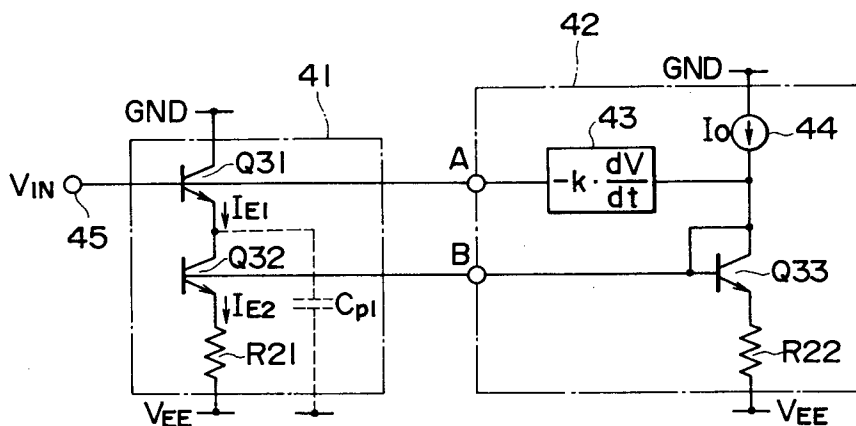 42
41
GND
GND
43
A
Q31
-k · dV/dt
Io
44
VIN
45
IE1
Q32
B
Q33
IE2
Cp1
R21
R22
VEE
VEE